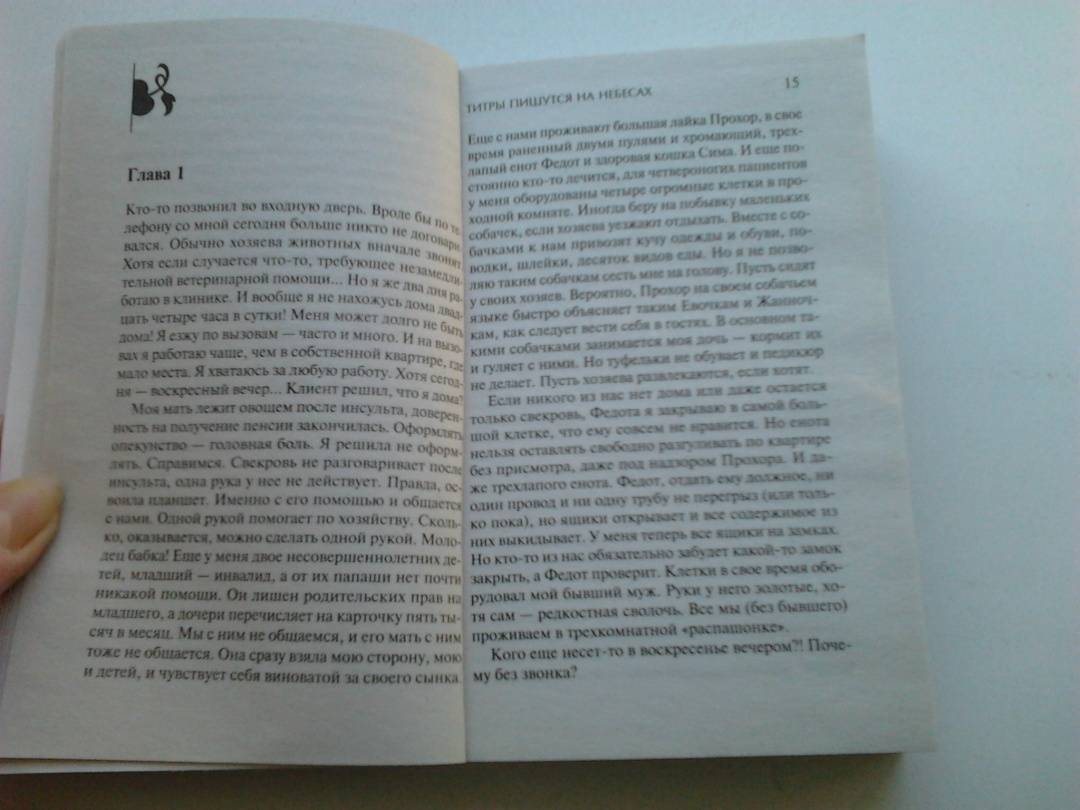 Глава 1
Кто-то позвонил во входную дверь. Вроде бы по те-
лефону со мной сегодня больше никто не договари-
вался. Обычно хозяева животных вначале звонят.
Хотя если случается что-то, требующее незамедли-
тельной ветеринарной помощи... Но я же два дня ра-
ботаю в клинике. И вообще я не нахожусь дома двад-
цать четыре часа в сутки! Меня может долго не быть
дома! Я езжу по вызовам — часто и много. И на вызо-
вах я работаю чаще, чем в собственной квартире, где
мало места. Я хватаюсь за любую работу. Хотя сегод-
ня — воскресный вечер... Клиент решил, что я дома?
Моя мать лежит овощем после инсульта, доверен-
ность на получение пенсии закончилась. Оформлять
опекунство — головная боль. Я решила не оформ-
лять. Справимся. Свекровь не разговаривает после
инсульта, одна рука у нее не действует. Правда, ос-
воила планшет. Именно с его помощью и общается
с нами. Одной рукой помогает по хозяйству. Сколь-
ко, оказывается, можно сделать одной рукой. Моло-
дец бабка! Еще у меня двое несовершеннолетних де-
тей, младший — инвалид, а от их папаши нет почти
никакой помощи. Он лишен родительских прав на
младшего, а дочери перечисляет на карточку пять ты-
сяч в месяц. Мы с ним не общаемся, и его мать с ним
тоже не общается. Она сразу взяла мою сторону, мою
и детей, и чувствует себя виноватой за своего сынка.
ТИТРЫ ПИШУТСЯ НА НЕБЕСАХ 15
Еще с нами проживают большая лайка Прохор, в свое
время раненный двумя пулями и хромающий, трех-
лапый енот Федот и здоровая кошка Сима. И еще по-
стоянно кто-то лечится, для четвероногих пациентов
у меня оборудованы четыре огромные клетки в про-
ходной комнате. Иногда беру на побывку маленьких
собачек, если хозяева уезжают отдыхать. Вместе с со-
бачками к нам привозят кучу одежды и обуви, по-
водки, шлейки, десяток видов еды. Но я не позво-
ляю таким собачкам сесть мне на голову. Пусть сидят
у своих хозяев. Вероятно, Прохор на своем собачьем
языке быстро объясняет таким Евочкам и Жанноч-
кам, как следует вести себя в гостях. В основном та-
кими собачками занимается моя дочь — кормит их
и гуляет с ними. Но туфельки не обувает и педикюр
не делает. Пусть хозяева развлекаются, если хотят.
Если никого из нас нет дома или даже остается
только свекровь, Федота я закрываю в самой боль-
шой клетке, что ему совсем не нравится. Но енота
нельзя оставлять свободно разгуливать по квартире
без присмотра, даже под надзором Прохора. И да-
же трехлапого енота. Федот, отдать ему должное, ни
один провод и ни одну трубу не перегрыз (или толь-
ко пока), но ящики открывает и все содержимое из
них выкидывает. У меня теперь все ящики на замках.
Но кто-то из нас обязательно забудет какой-то замок
закрыть, а Федот проверит. Клетки в свое время обо-
рудовал мой бывший муж. Руки у него золотые, хо-
тя сам — редкостная сволочь. Все мы (без бывшего)
проживаем в трехкомнатной «распашонке».
Кого еще несет-то в воскресенье вечером?! Поче-
му без звонка?